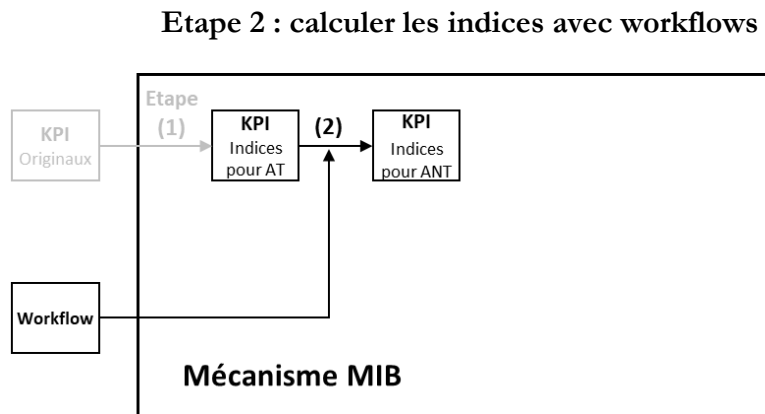 Etape 2 : calculer les indices avec workflows
Etape
(1)
KPI
Originaux
KPI
Indices
pour AT
(2)
KPI
Indices
pour ANT
Workflow
Mécanisme MIB